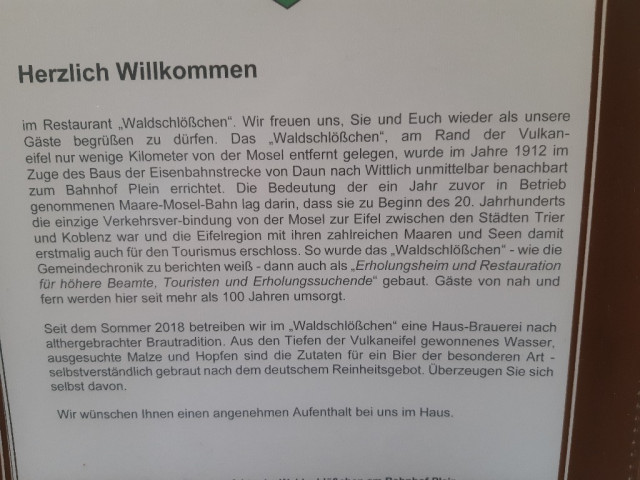 Herzlich Willkommen
im Restaurant „Waldschlößchen“. Wir freuen uns, Sie und Euch wieder als unsere
Gäste begrüßen zu dürfen. Das „Waldschlößchen“, am Rand der Vulkan-
eifel nur wenige Kilometer von der Mosel entfernt gelegen, wurde im Jahre 1912 im
Zuge des Baus der Eisenbahnstrecke von Daun nach Wittlich unmittelbar benachbart
zum Bahnhof Plein errichtet. Die Bedeutung der ein Jahr zuvor in Betrieb
genommenen Maare-Mosel-Bahn lag darin, dass sie zu Beginn des 20. Jahrhunderts
die einzige Verkehrsver-bindung von der Mosel zur Eifel zwischen den Städten Trier
und Koblenz war und die Eifelregion mit ihren zahlreichen Maaren und Seen damit
erstmalig auch für den Tourismus erschloss. So wurde das „Waldschlößchen“ - wie die
Gemeindechronik zu berichten weiß - dann auch als „Erholungsheim und Restauration
für höhere Beamte, Touristen und Erholungssuchende“ gebaut. Gäste von nah und
fern werden hier seit mehr als 100 Jahren umsorgt.
Seit dem Sommer 2018 betreiben wir im „Waldschlößchen“ eine Haus-Brauerei nach
althergebrachter Brautradition. Aus den Tiefen der Vulkaneifel gewonnenes Wasser,
ausgesuchte Malze und Hopfen sind die Zutaten für ein Bier der besonderen Art -
selbstverständlich gebraut nach dem deutschem Reinheitsgebot. Überzeugen Sie sich
selbst davon.
Wir wünschen Ihnen einen angenehmen Aufenthalt bei uns im Haus.
Waldschlößchen am Bahnhof Plein